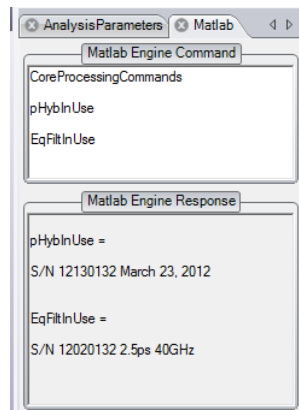 AnalysisParameters Matlab
Matlab Engine Command
CoreProcessingCommands
pHybInUse
EqFiltInUse
Matlab Engine Response
pHybInUse =
S/N 12130132 March 23, 2012
EqFiltInUse =
S/N 12020132 2.5ps 40GHz